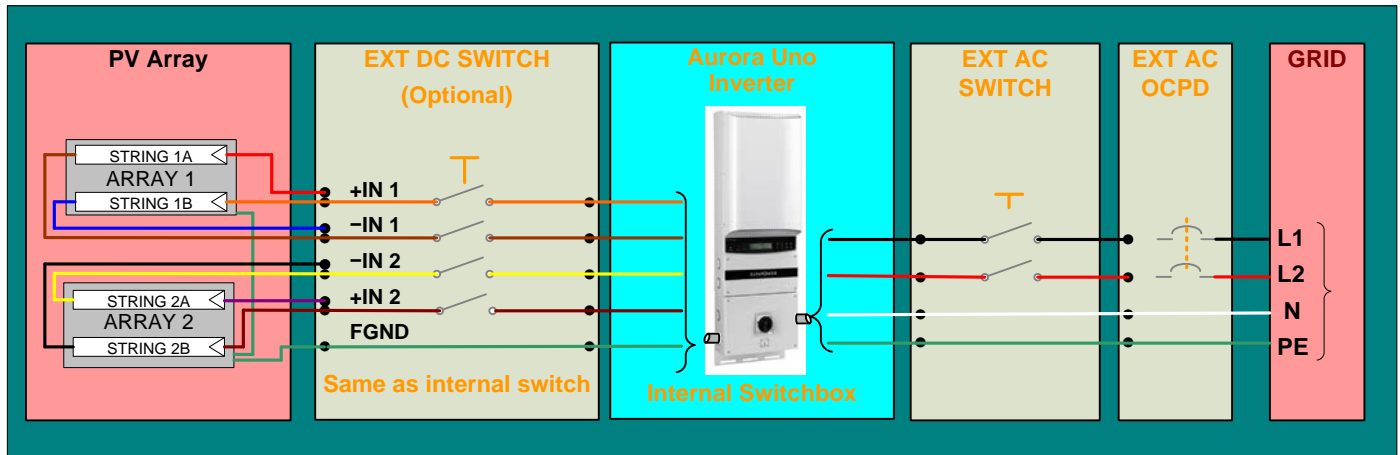 PV Array
STRING 1A
ARRAY 1
STRING 1B
STRING 2A
ARRAY 2
STRING 2B
EXT DC SWITCH
(Optional)
+IN 1
−IN 1
−IN 2
+IN 2
FGND
Same as internal switch
Aurora Uno
Inverter
Internal Switchbox
EXT AC
SWITCH
EXT AC
OCPD
GRID
L1
L2
N
PE